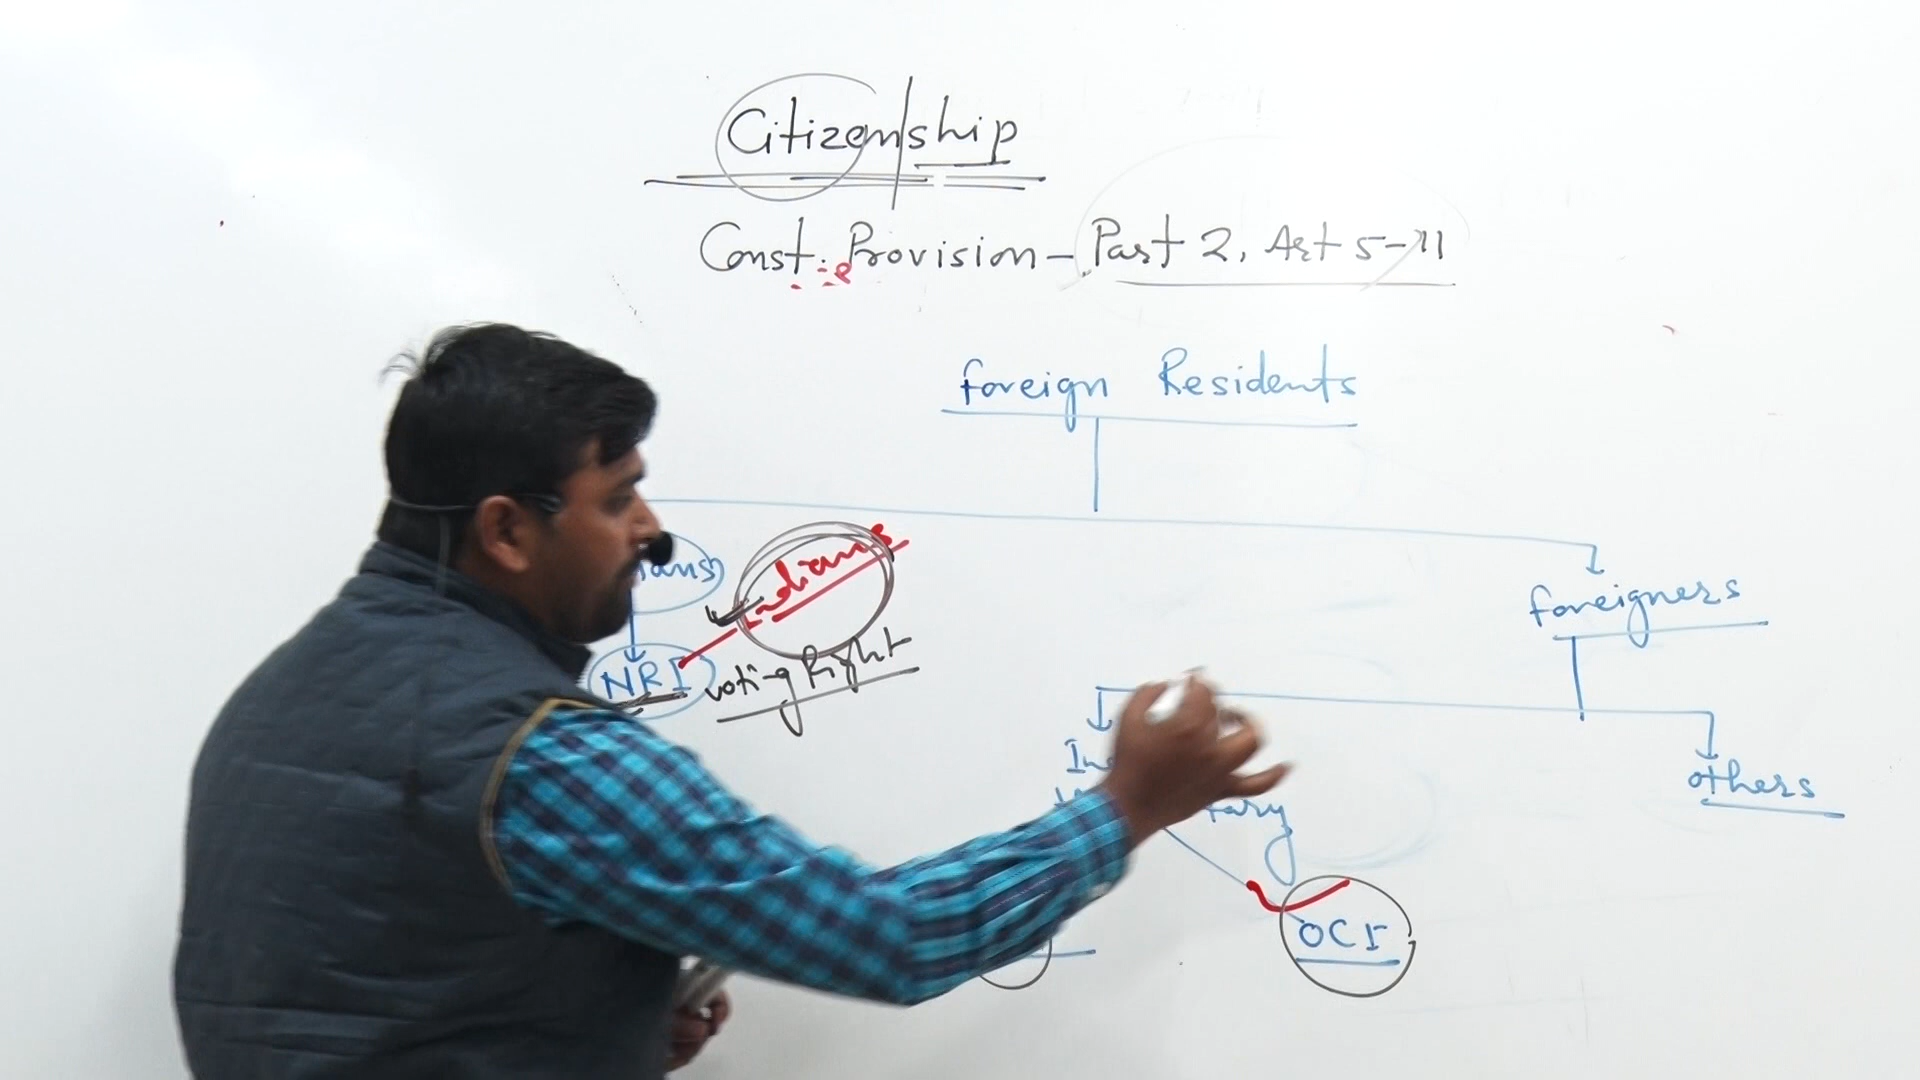 Citizenship
Const. Provision - Part 2, Art 5-11
foreign Residents
Indians
foreigners
NRI voting Right
others
OCI